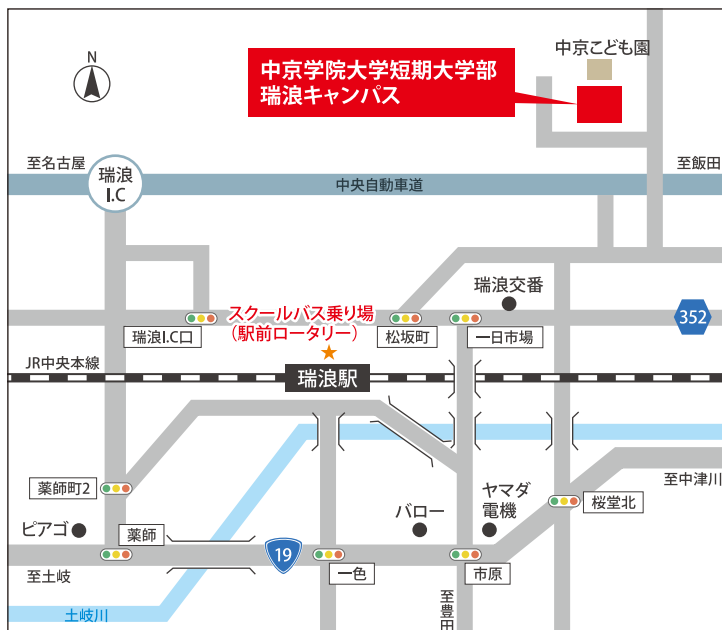 N
中京こども園
中京学院大学短期大学部
瑞浪キャンパス
至名古屋
瑞浪
I.C
中央自動車道
至飯田
瑞浪交番
スクールバス乗り場
（駅前ロータリー）
352
瑞浪I.C口
松坂町
一日市場
JR中央本線
瑞浪駅
薬師町2
至中津川
ヤマダ
電機
桜堂北
バロー
ピアゴ
薬師
19
一色
市原
至土岐
至豊田
土岐川